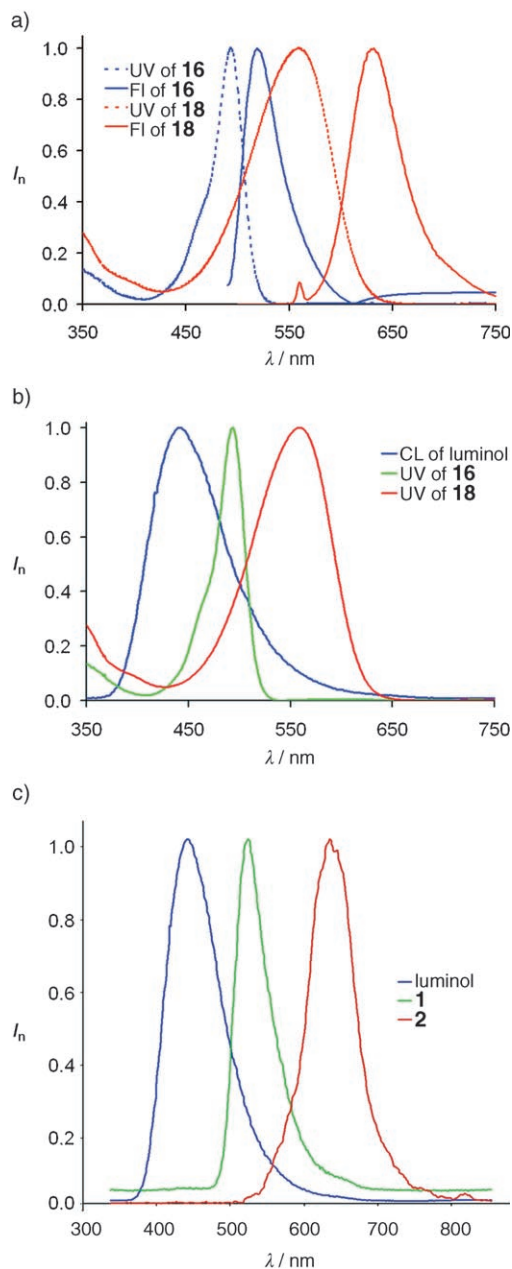 a)
1.0
0.8
0.6
0.4
0.2
0.0
I n
UV of 16
Fl of 16
UV of 18
Fl of 18
350 450 550 650 750
λ / nm
b)
1.0
0.8
0.6
0.4
0.2
0.0
I n
CL of luminol
UV of 16
UV of 18
350 450 550 650 750
λ / nm
c)
1.0
0.8
0.6
0.4
0.2
0.0
I n
luminol
1
2
300 400 500 600 700 800
λ / nm